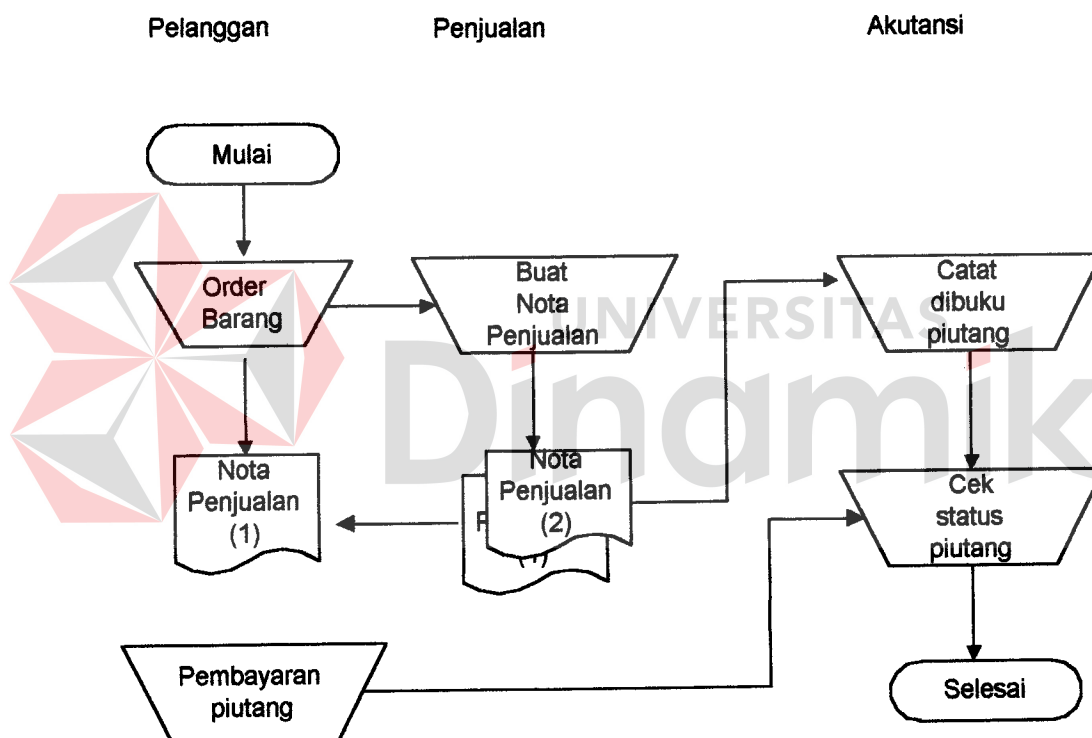 Pelanggan
Penjualan
Akutansi
Mulai
Order
Barang
Buat
Nota
Penjualan
Catat
dibuku
piutang
UNIVERSITAS
Dinamik
Nota
Penjualan
(1)
Nota
Penjualan
(2)
Cek
status
piutang
Pembayaran
piutang
Selesai